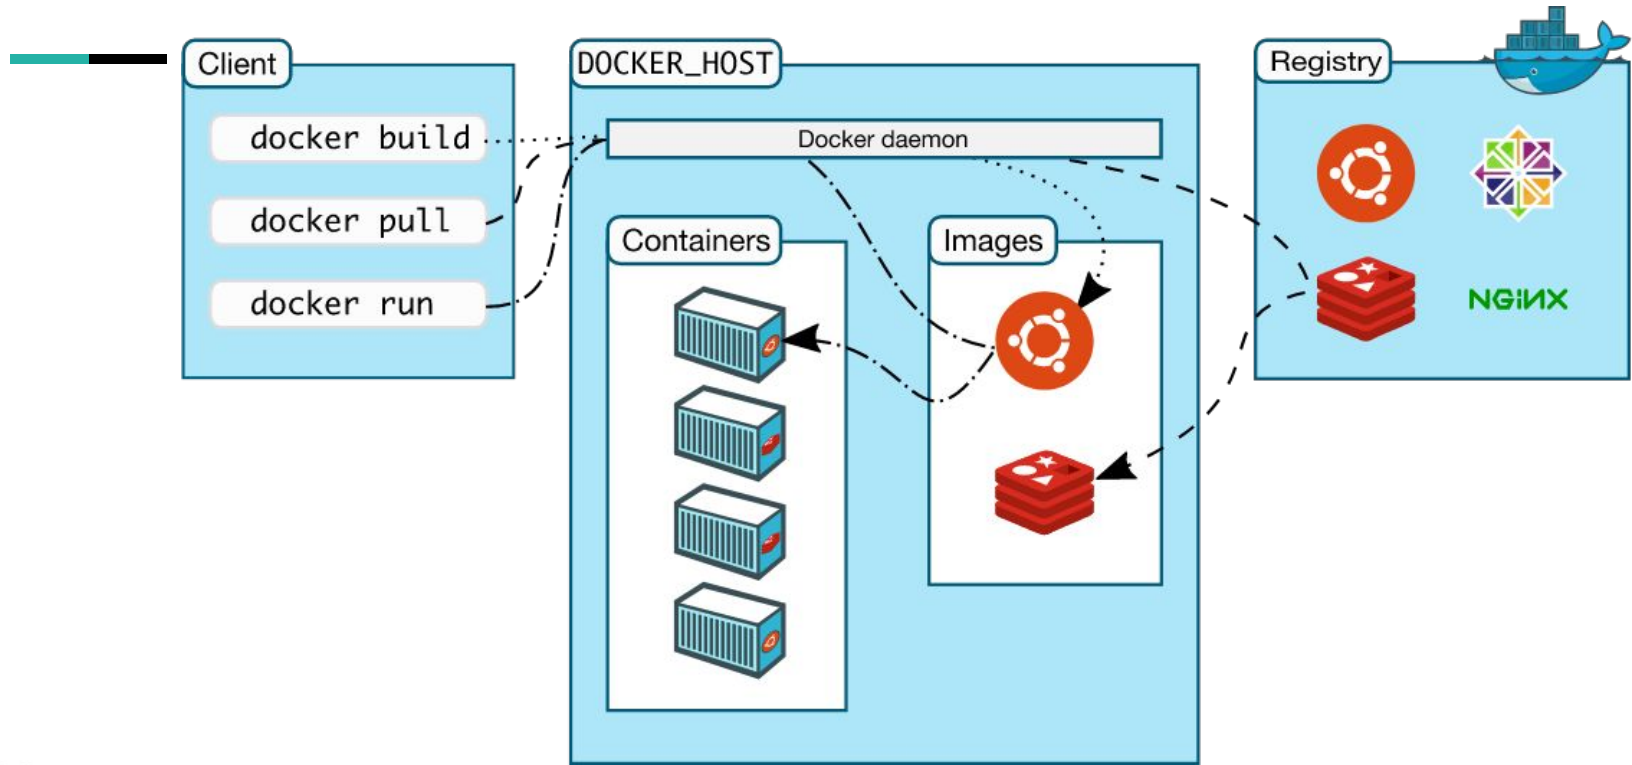 Client
docker build
docker pull
docker run
DOCKER_HOST
Docker daemon
Containers
Images
Registry
NGiNX